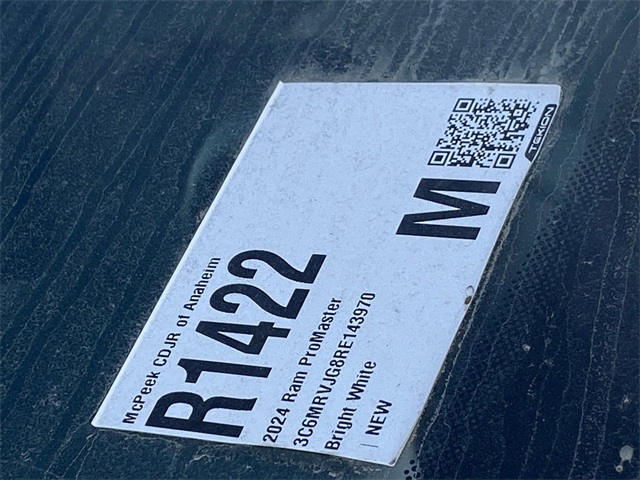 McPeek CDJR of Anaheim
R1422
M
2024 Ram ProMaster
3C6MRVJG8RE143970
Bright White
| NEW
TEKION